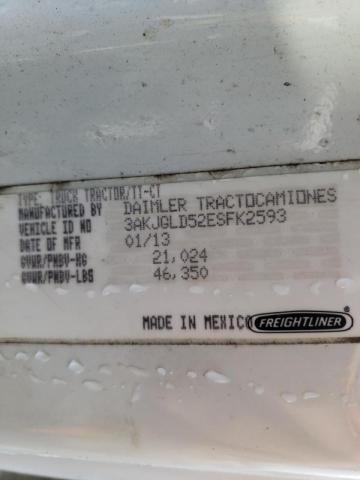 TYPE: TRUCK TRACTOR/TT-CT
MANUFACTURED BY DAIMLER TRACTOCAMIONES
VEHICLE ID NO 3AKJGLD52ESFK2593
DATE OF MFR 01/13
GVWR/PNBV-KG 21,024
GVWR/PNBV-LBS 46,350
MADE IN MEXICO FREIGHTLINER